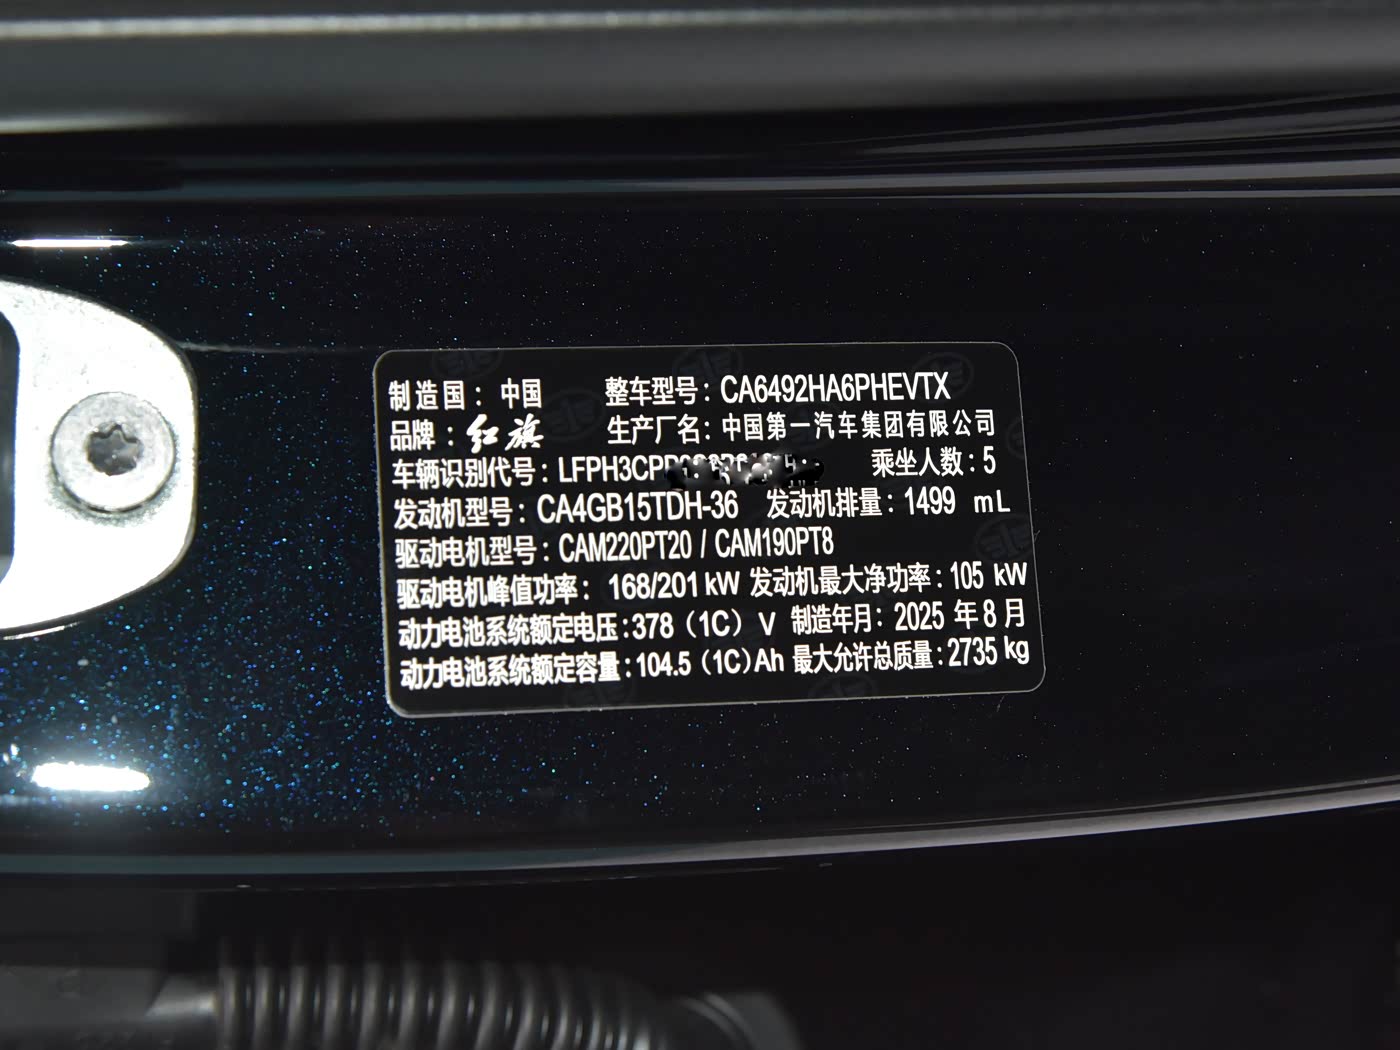 制造国：中国 整车型号：CA6492HA6PHEVTX
品牌：红旗 生产厂名：中国第一汽车集团有限公司
车辆识别代号：LFPH3CP 乘坐人数：5
发动机型号：CA4GB15TDH-36 发动机排量：1499 mL
驱动电机型号：CAM220PT20 / CAM190PT8
驱动电机峰值功率：168/201 kW 发动机最大净功率：105 kW
动力电池系统额定电压：378（1C）V 制造年月：2025 年 8 月
动力电池系统额定容量：104.5（1C）Ah 最大允许总质量：2735 kg